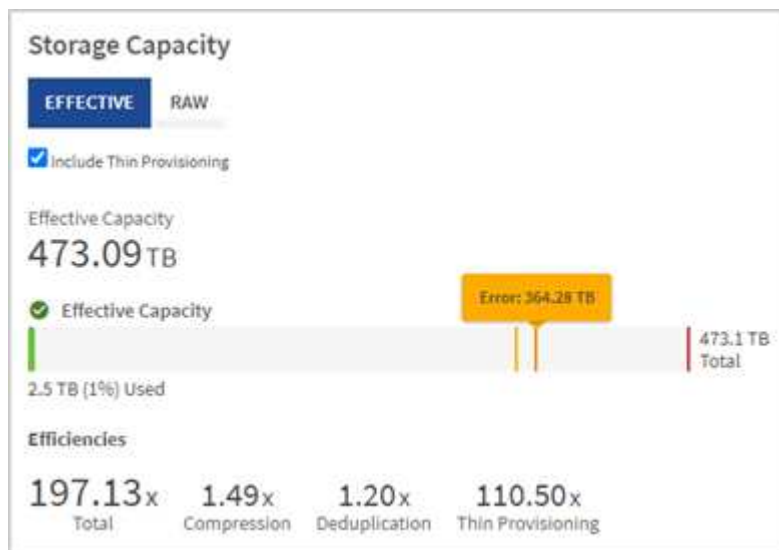 Storage Capacity
EFFECTIVE RAW
Include Thin Provisioning
Effective Capacity
473.09 TB
Error: 364.28 TB
Effective Capacity
473.1 TB
Total
2.5 TB (1%) Used
Efficiencies
197.13x 1.49x 1.20x 110.50x
Total Compression Deduplication Thin Provisioning